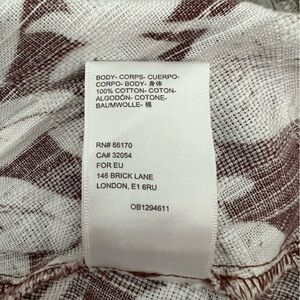 BODY- CORPS- CUERPO-
CORPO- BODY- 身体
100% COTTON- COTON-
ALGODÓN- COTONE-
BAUMWOLLE- 棉
RN# 66170
CA# 32054
FOR EU
146 BRICK LANE
LONDON, E1 6RU
OB1294611